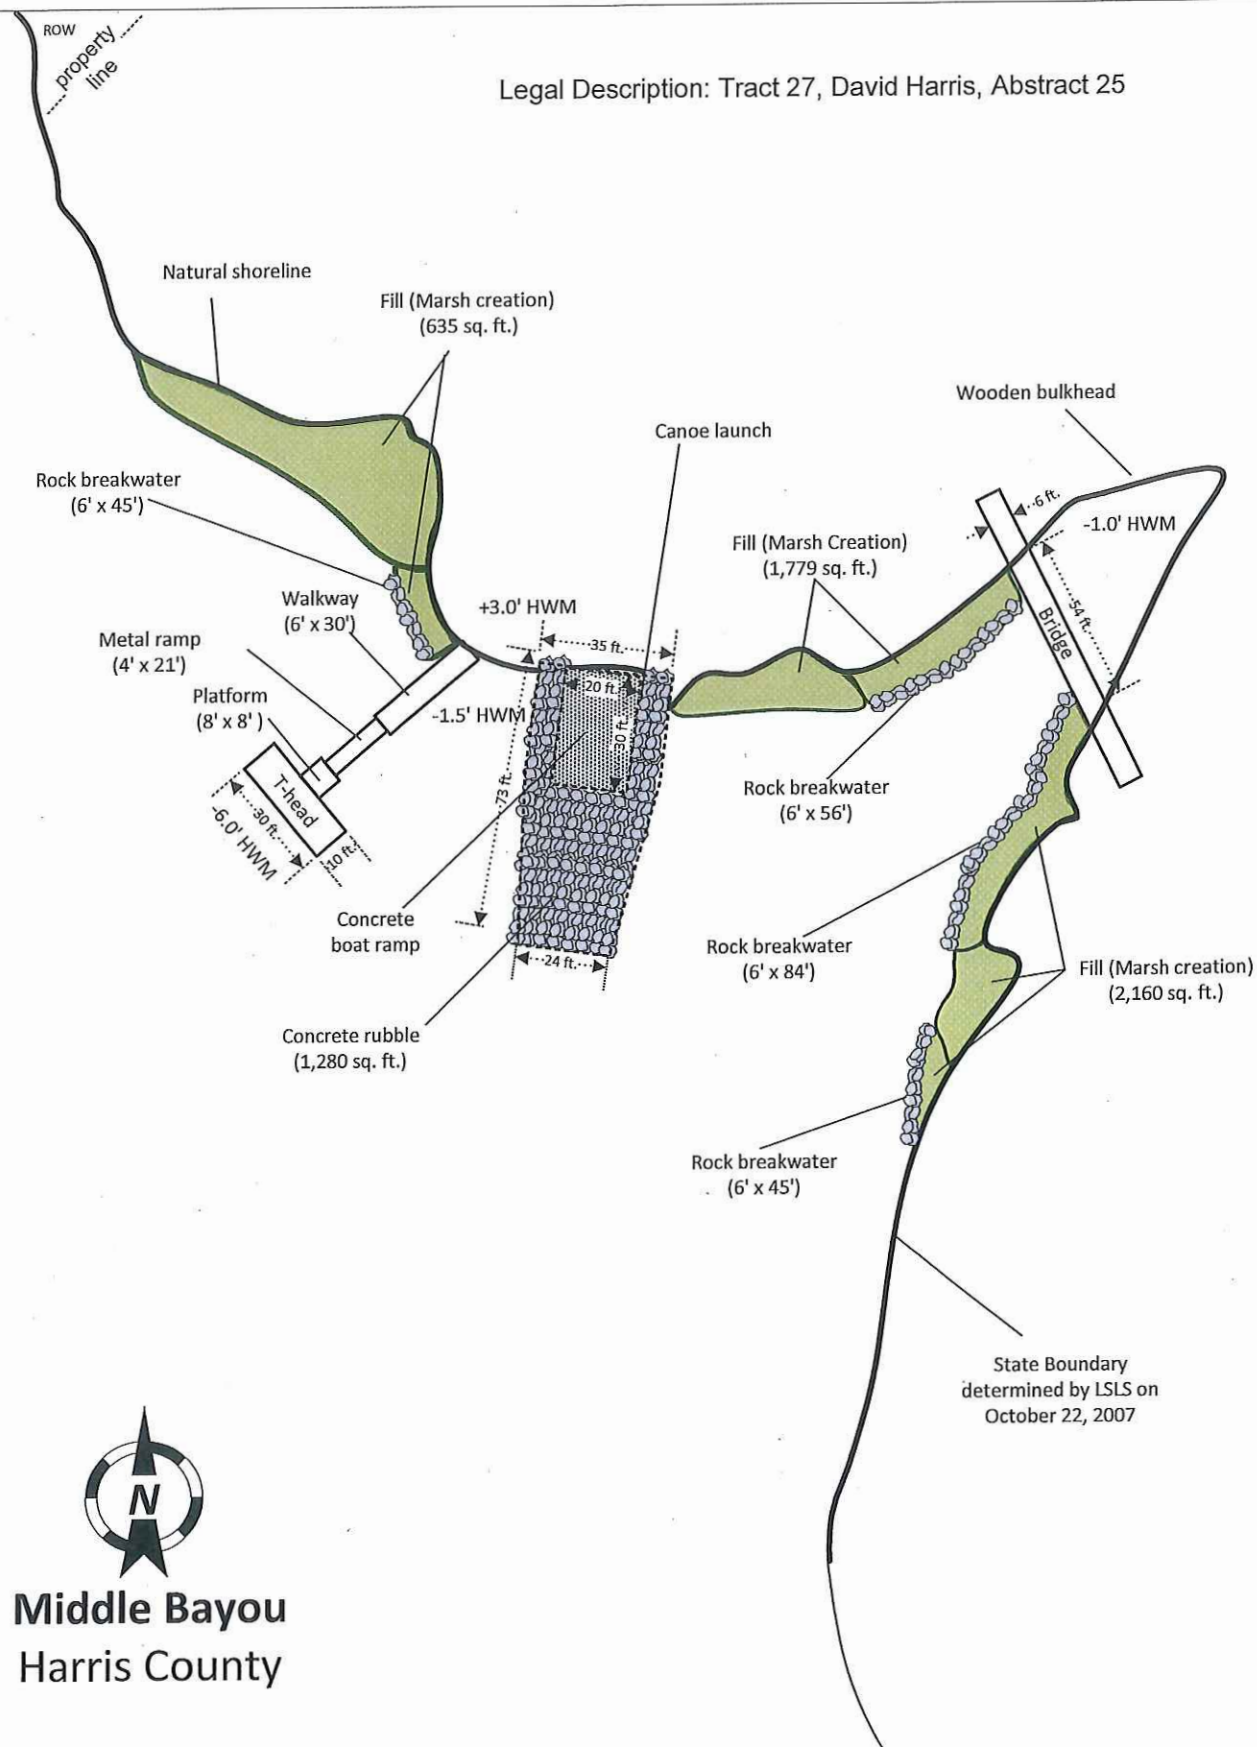 ROW
property
line
Legal Description: Tract 27, David Harris, Abstract 25
Natural shoreline
Fill (Marsh creation)
(635 sq. ft.)
Wooden bulkhead
Canoe launch
Rock breakwater
(6' x 45')
6 ft.
-1.0' HWM
Fill (Marsh Creation)
(1,779 sq. ft.)
Walkway
(6' x 30')
+3.0' HWM
54 ft.
Bridge
Metal ramp
(4' x 21')
35 ft.
Platform
(8' x 8' )
20 ft.
-1.5' HWM
30 ft.
73 ft.
Rock breakwater
(6' x 56')
T-head
30 ft.
-6.0' HWM
10 ft.
Concrete
boat ramp
Rock breakwater
(6' x 84')
24 ft.
Fill (Marsh creation)
(2,160 sq. ft.)
Concrete rubble
(1,280 sq. ft.)
Rock breakwater
(6' x 45')
State Boundary
determined by LSLS on
October 22, 2007
N
Middle Bayou
Harris County